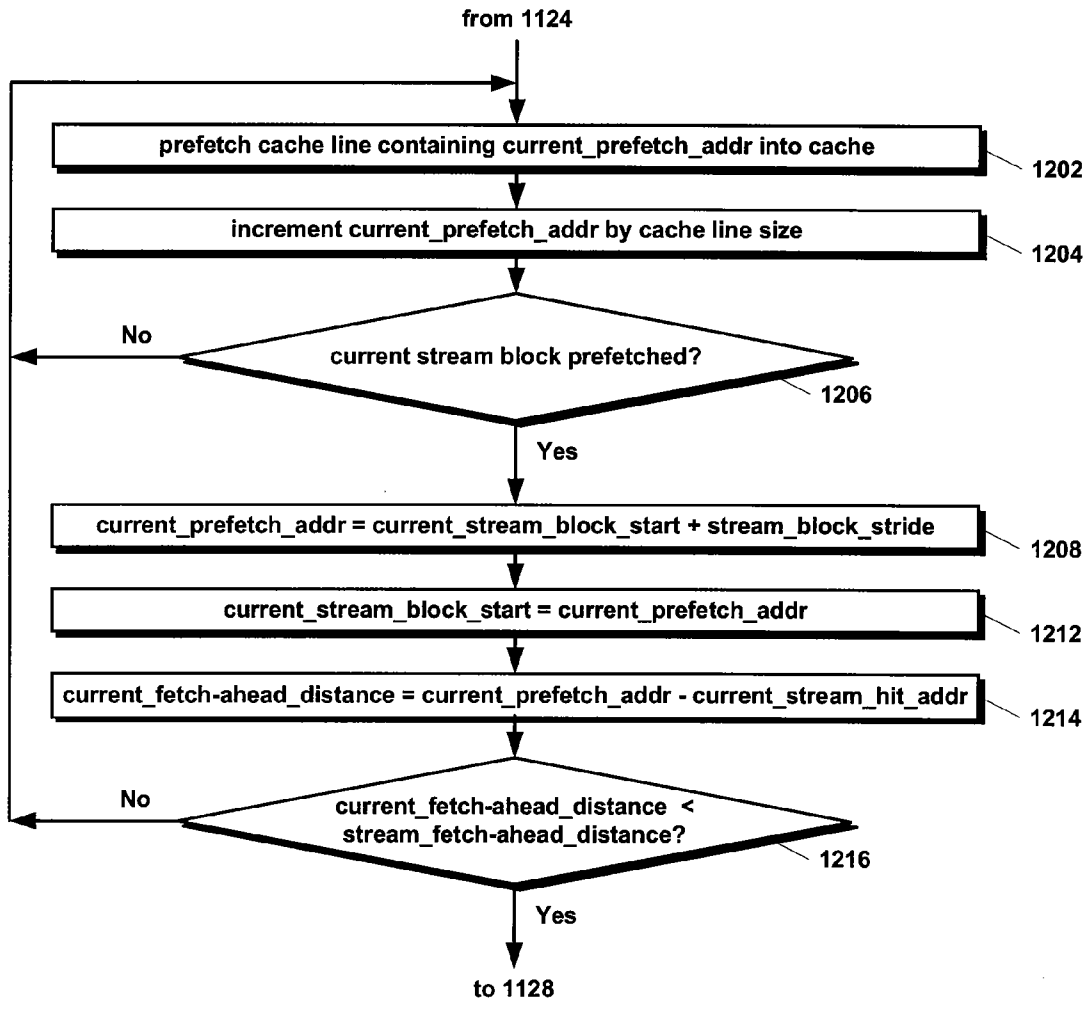 from 1124
prefetch cache line containing current_prefetch_addr into cache
1202
increment current_prefetch_addr by cache line size
1204
No
current stream block prefetched?
1206
Yes
current_prefetch_addr = current_stream_block_start + stream_block_stride
1208
current_stream_block_start = current_prefetch_addr
1212
current_fetch-ahead_distance = current_prefetch_addr - current_stream_hit_addr
1214
No
current_fetch-ahead_distance <
stream_fetch-ahead_distance?
1216
Yes
to 1128